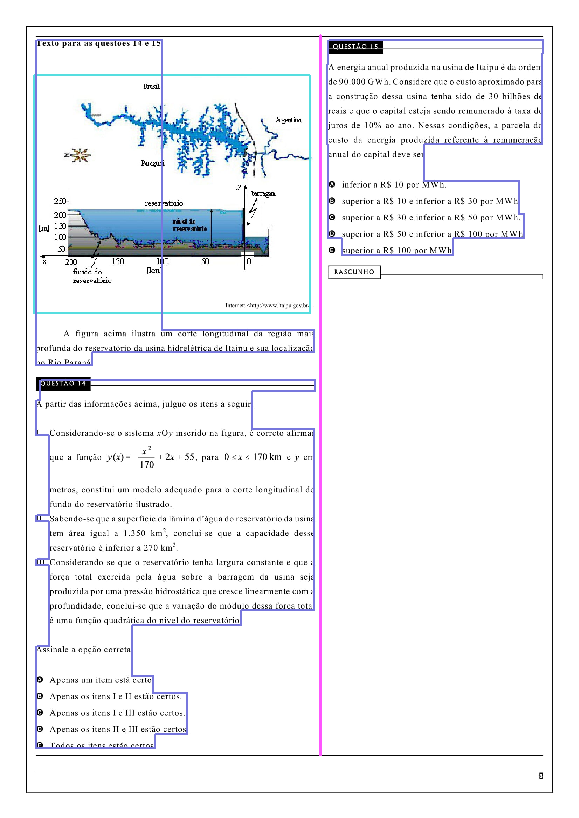 Texto para as questões 14 e 15
Brasil
Argentina
Paraguai
y
barragem
reservatório
250
200
150
100
50
[m]
nível do
reservatório
x
200
150
100
[km]
50
0
fundo do
reservatório
Internet: <http://www.itaipu.gov.br>.
A figura acima ilustra um corte longitudinal da região mais
profunda do reservatório da usina hidrelétrica de Itaipu e sua localização
no Rio Paraná.
QUESTÃO 14
A partir das informações acima, julgue os itens a seguir.
I Considerando-se o sistema xOy inserido na figura, é correto afirmar
que a função y(x) = − x²/170 + 2x + 55, para 0 < x < 170 km e y em
metros, constitui um modelo adequado para o corte longitudinal do
fundo do reservatório ilustrado.
II Sabendo-se que a superfície da lâmina d'água do reservatório da usina
tem área igual a 1.350 km², conclui-se que a capacidade desse
reservatório é inferior a 270 km³.
III Considerando-se que o reservatório tenha largura constante e que a
força total exercida pela água sobre a barragem da usina seja
produzida por uma pressão hidrostática que cresce linearmente com a
profundidade, conclui-se que a variação do módulo dessa força total
é uma função quadrática do nível do reservatório.
Assinale a opção correta.
A Apenas um item está certo.
B Apenas os itens I e II estão certos.
C Apenas os itens I e III estão certos.
D Apenas os itens II e III estão certos.
E Todos os itens estão certos.
QUESTÃO 15
A energia anual produzida na usina de Itaipu é da ordem
de 90.000 GWh. Considere que o custo aproximado para
a construção dessa usina tenha sido de 30 bilhões de
reais e que o capital esteja sendo remunerado à taxa de
juros de 10% ao ano. Nessas condições, a parcela do
custo da energia produzida referente à remuneração
anual do capital deve ser
A inferior a R$ 10 por MWh.
B superior a R$ 10 e inferior a R$ 30 por MWh.
C superior a R$ 30 e inferior a R$ 50 por MWh.
D superior a R$ 50 e inferior a R$ 100 por MWh.
E superior a R$ 100 por MWh.
RASCUNHO